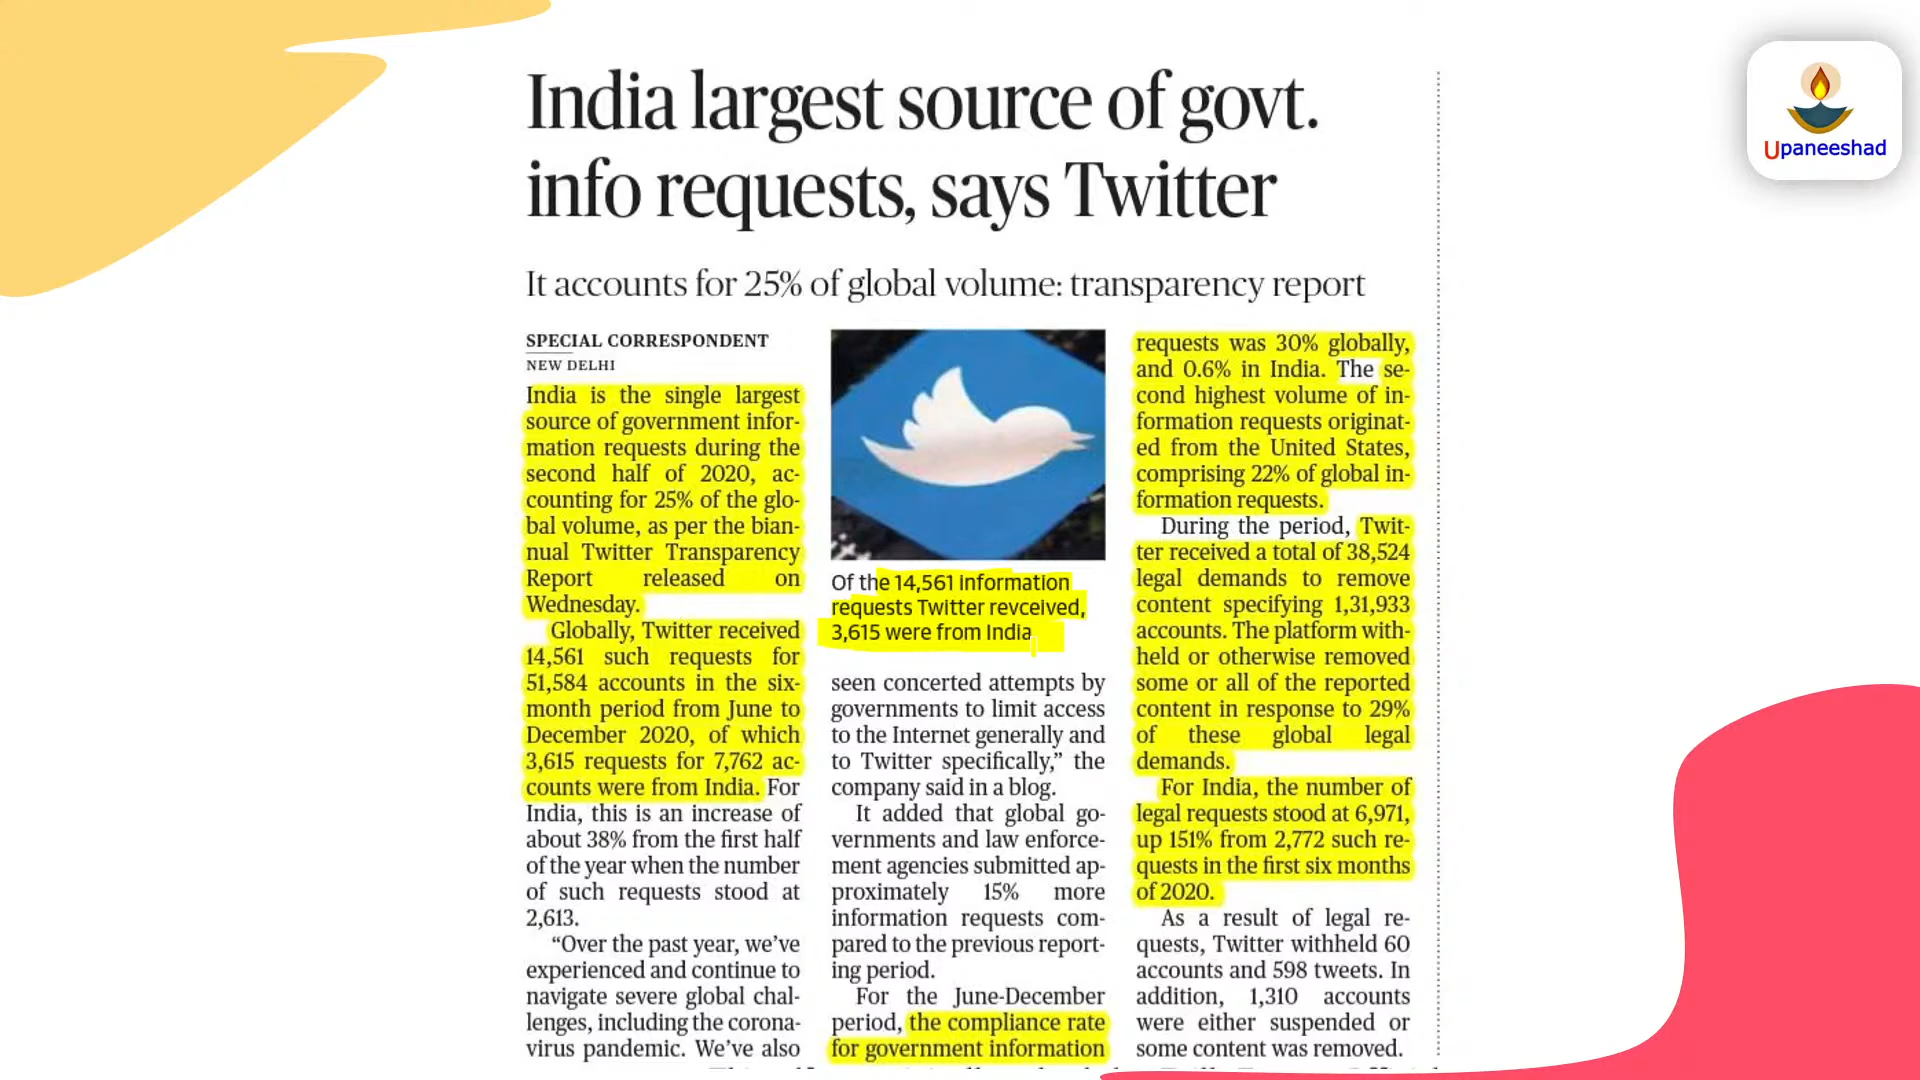 India largest source of govt.
info requests, says Twitter
It accounts for 25% of global volume: transparency report
SPECIAL CORRESPONDENT
NEW DELHI
India is the single largest
source of government infor-
mation requests during the
second half of 2020, ac-
counting for 25% of the glo-
bal volume, as per the bian-
nual Twitter Transparency
Report released on
Wednesday.
Globally, Twitter received
14,561 such requests for
51,584 accounts in the six-
month period from June to
December 2020, of which
3,615 requests for 7,762 ac-
counts were from India. For
India, this is an increase of
about 38% from the first half
of the year when the number
of such requests stood at
2,613.
“Over the past year, we’ve
experienced and continue to
navigate severe global chal-
lenges, including the corona-
virus pandemic. We’ve also
Of the 14,561 information
requests Twitter revceived,
3,615 were from India
seen concerted attempts by
governments to limit access
to the Internet generally and
to Twitter specifically,” the
company said in a blog.
It added that global go-
vernments and law enforce-
ment agencies submitted ap-
proximately 15% more
information requests com-
pared to the previous report-
ing period.
For the June-December
period, the compliance rate
for government information
requests was 30% globally,
and 0.6% in India. The se-
cond highest volume of in-
formation requests originat-
ed from the United States,
comprising 22% of global in-
formation requests.
During the period, Twit-
ter received a total of 38,524
legal demands to remove
content specifying 1,31,933
accounts. The platform with-
held or otherwise removed
some or all of the reported
content in response to 29%
of these global legal
demands.
For India, the number of
legal requests stood at 6,971,
up 151% from 2,772 such re-
quests in the first six months
of 2020.
As a result of legal re-
quests, Twitter withheld 60
accounts and 598 tweets. In
addition, 1,310 accounts
were either suspended or
some content was removed.
Upaneeshad